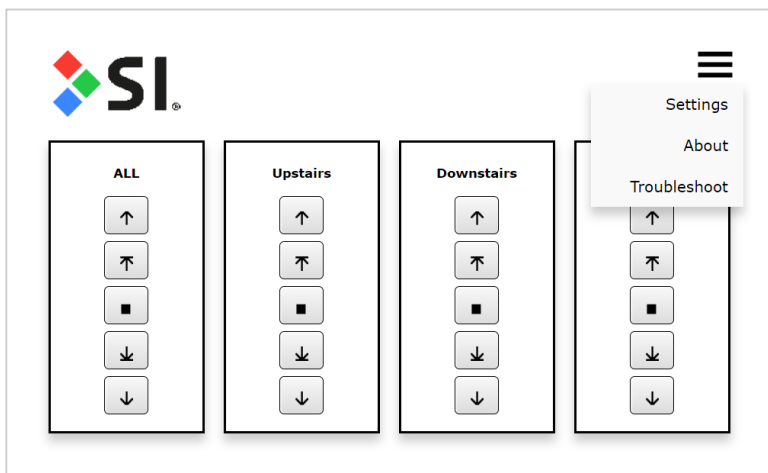 SI.
Settings
About
Troubleshoot
ALL
Upstairs
Downstairs